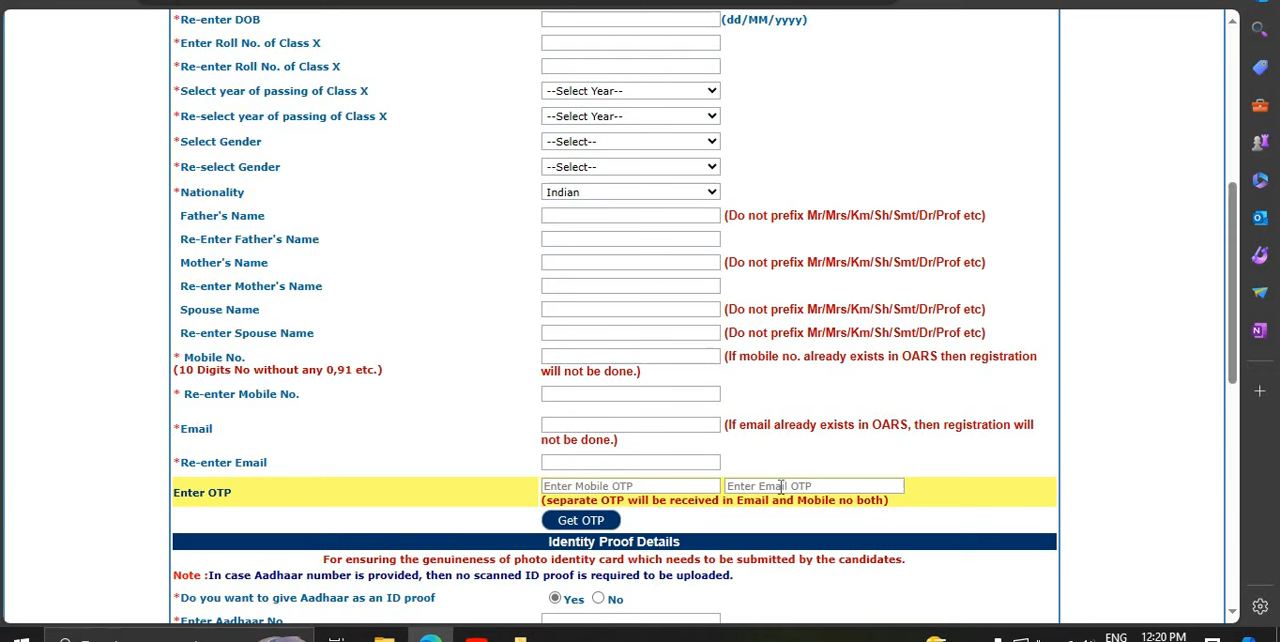 *Re-enter DOB (dd/MM/yyyy)
*Enter Roll No. of Class X
*Re-enter Roll No. of Class X
*Select year of passing of Class X --Select Year--
*Re-select year of passing of Class X --Select Year--
*Select Gender --Select--
*Re-select Gender --Select--
*Nationality Indian
Father's Name (Do not prefix Mr/Mrs/Km/Sh/Smt/Dr/Prof etc)
Re-Enter Father's Name
Mother's Name (Do not prefix Mr/Mrs/Km/Sh/Smt/Dr/Prof etc)
Re-enter Mother's Name
Spouse Name (Do not prefix Mr/Mrs/Km/Sh/Smt/Dr/Prof etc)
Re-enter Spouse Name (Do not prefix Mr/Mrs/Km/Sh/Smt/Dr/Prof etc)
* Mobile No. (If mobile no. already exists in OARS then registration
(10 Digits No without any 0,91 etc.) will not be done.)
* Re-enter Mobile No.
*Email (If email already exists in OARS, then registration will
not be done.)
*Re-enter Email
Enter OTP Enter Mobile OTP Enter Email OTP
(separate OTP will be received in Email and Mobile no both)
Get OTP
Identity Proof Details
For ensuring the genuineness of photo identity card which needs to be submitted by the candidates.
Note :In case Aadhaar number is provided, then no scanned ID proof is required to be uploaded.
*Do you want to give Aadhaar as an ID proof Yes No
*Enter Aadhaar No
ENG 12:20 PM